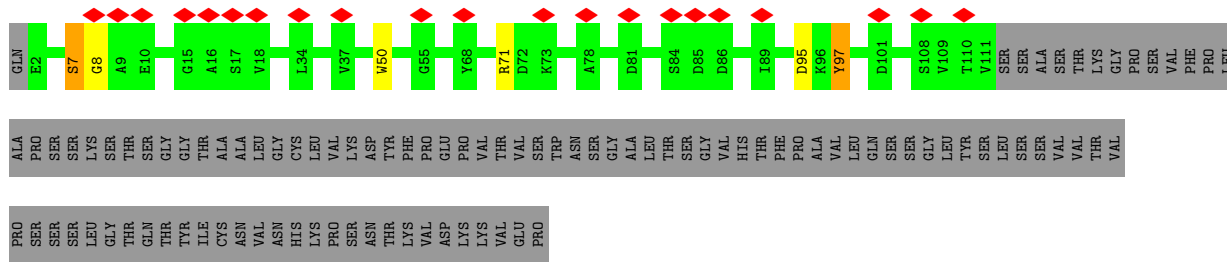 GLN E2 S7 G8 A9 E10 G15 A16 S17 V18 L34 V37 W50 G55 Y68 R71 D72 K73 A78 D81 S84 D85 D86 I89 D95 K96 Y97 D101 S108 V109 T110 V111 SER SER ALA SER THR LYS GLY PRO SER VAL PHE PRO LEU
ALA PRO SER SER LYS SER THR SER GLY GLY THR ALA ALA LEU GLY CYS LEU VAL LYS ASP TYR PHE PRO GLU PRO VAL THR VAL SER TRP ASN SER GLY ALA LEU THR SER GLY VAL HIS THR PHE PRO ALA VAL LEU GLN SER SER GLY LEU TYR SER LEU SER SER VAL VAL THR VAL
PRO SER SER SER LEU GLY THR GLN THR TYR ILE CYS ASN VAL ASN HIS LYS PRO SER ASN THR LYS VAL ASP LYS LYS VAL GLU PRO